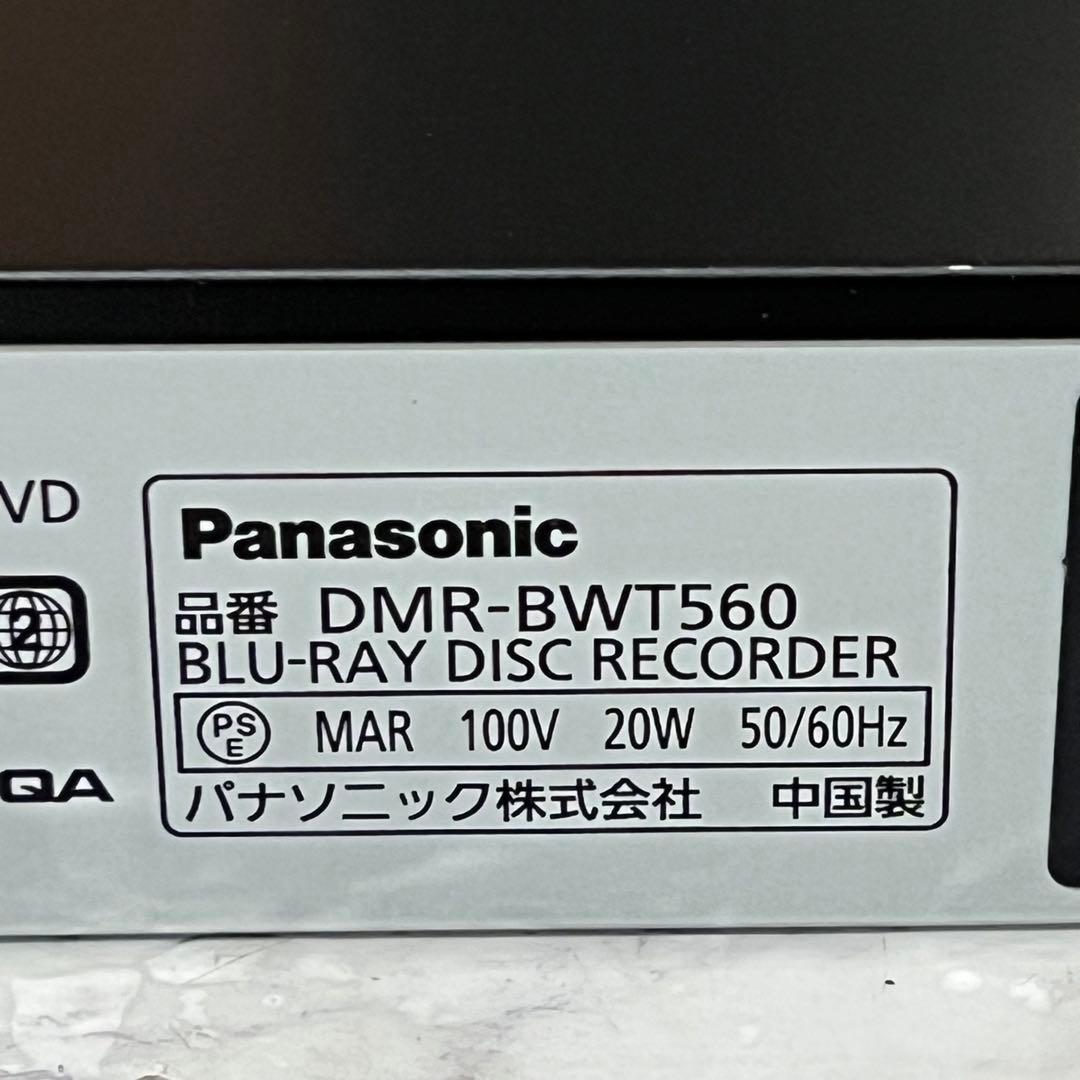 VD
2
QA
Panasonic
品番 DMR-BWT560
BLU-RAY DISC RECORDER
PSE MAR 100V 20W 50/60Hz
パナソニック株式会社 中国製